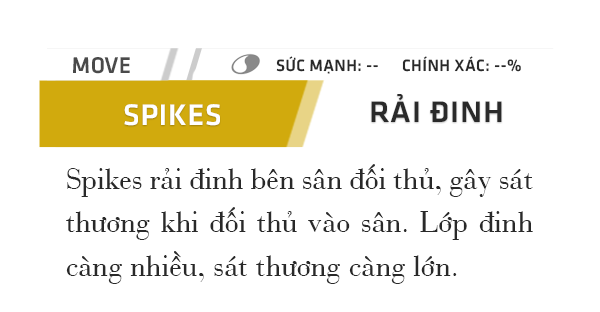 MOVE SỨC MẠNH: -- CHÍNH XÁC: --%
SPIKES RẢI ĐINH
Spikes rải đinh bên sân đối thủ, gây sát
thương khi đối thủ vào sân. Lớp đinh
càng nhiều, sát thương càng lớn.